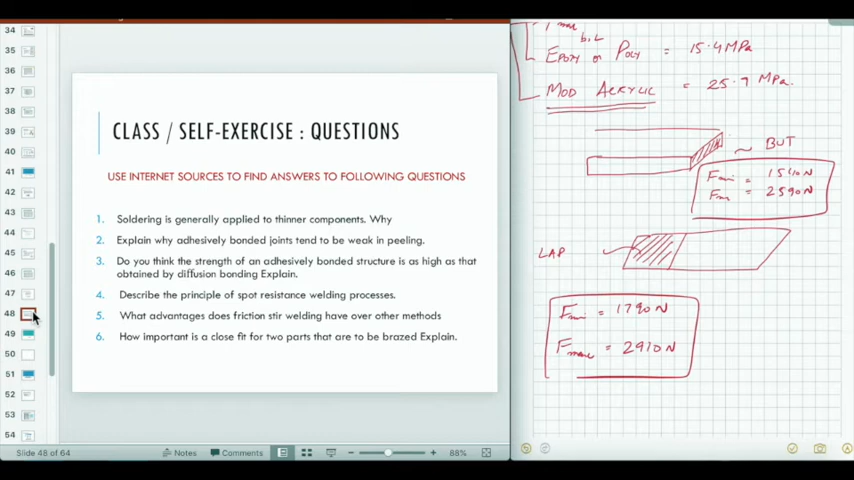 34
35
36
37
38
39
40
41
42
43
44
45
46
47
48
49
50
51
52
53
54
CLASS / SELF-EXERCISE : QUESTIONS
USE INTERNET SOURCES TO FIND ANSWERS TO FOLLOWING QUESTIONS
1. Soldering is generally applied to thinner components. Why
2. Explain why adhesively bonded joints tend to be weak in peeling.
3. Do you think the strength of an adhesively bonded structure is as high as that
obtained by diffusion bonding Explain.
4. Describe the principle of spot resistance welding processes.
5. What advantages does friction stir welding have over other methods
6. How important is a close fit for two parts that are to be brazed Explain.
Slide 48 of 64
Notes
Comments
88%
b.L
EPOXY or POLY = 15.4 MPa
MOD ACRYLIC = 25.9 MPa.
BUT
Fmin = 1540N
= 2590N
LAP
Fmin = 1790 N
= 2910 N